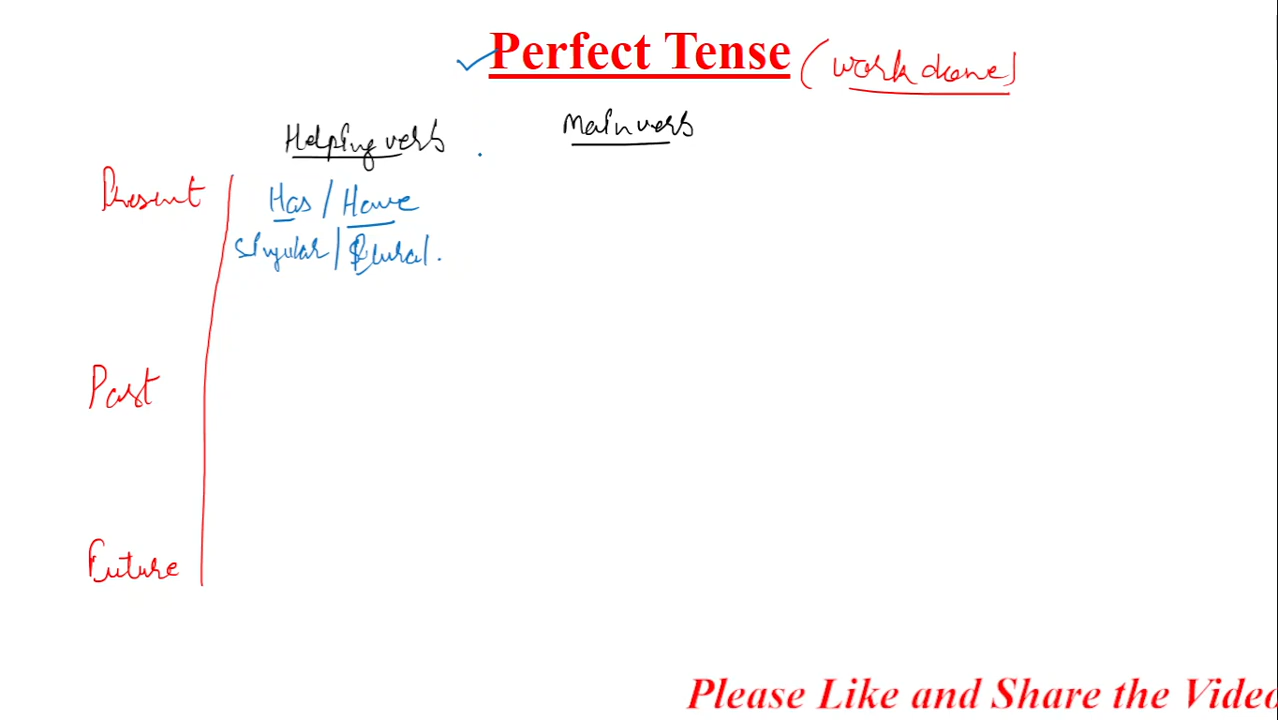 Perfect Tense (work done)
Helping verb
Main verb
Present
Has / Have
singular / Plural.
Past
Future
Please Like and Share the Video